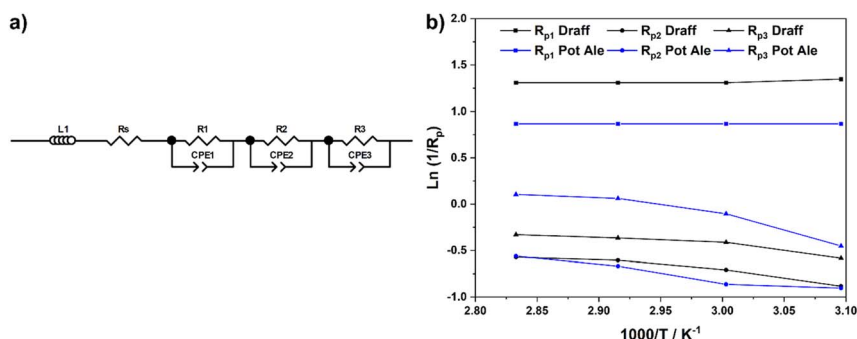 a)
L1 Rs R1 R2 R3
CPE1 CPE2 CPE3
b)
Rp1 Draff Rp2 Draff Rp3 Draff
Rp1 Pot Ale Rp2 Pot Ale Rp3 Pot Ale
Ln (1/Rp)
2.0
1.5
1.0
0.5
0.0
-0.5
-1.0
2.80 2.85 2.90 2.95 3.00 3.05 3.10
1000/T / K-1